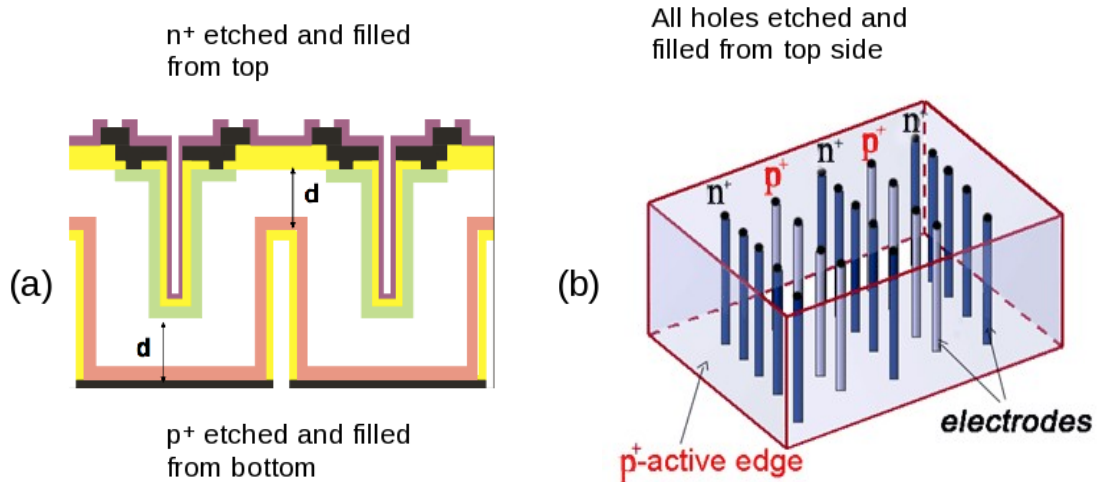 n⁺ etched and filled
from top
All holes etched and
filled from top side
(a)
d
d
p⁺ etched and filled
from bottom
(b)
n⁺
p⁺
n⁺
p⁺
n⁺
electrodes
p⁺-active edge